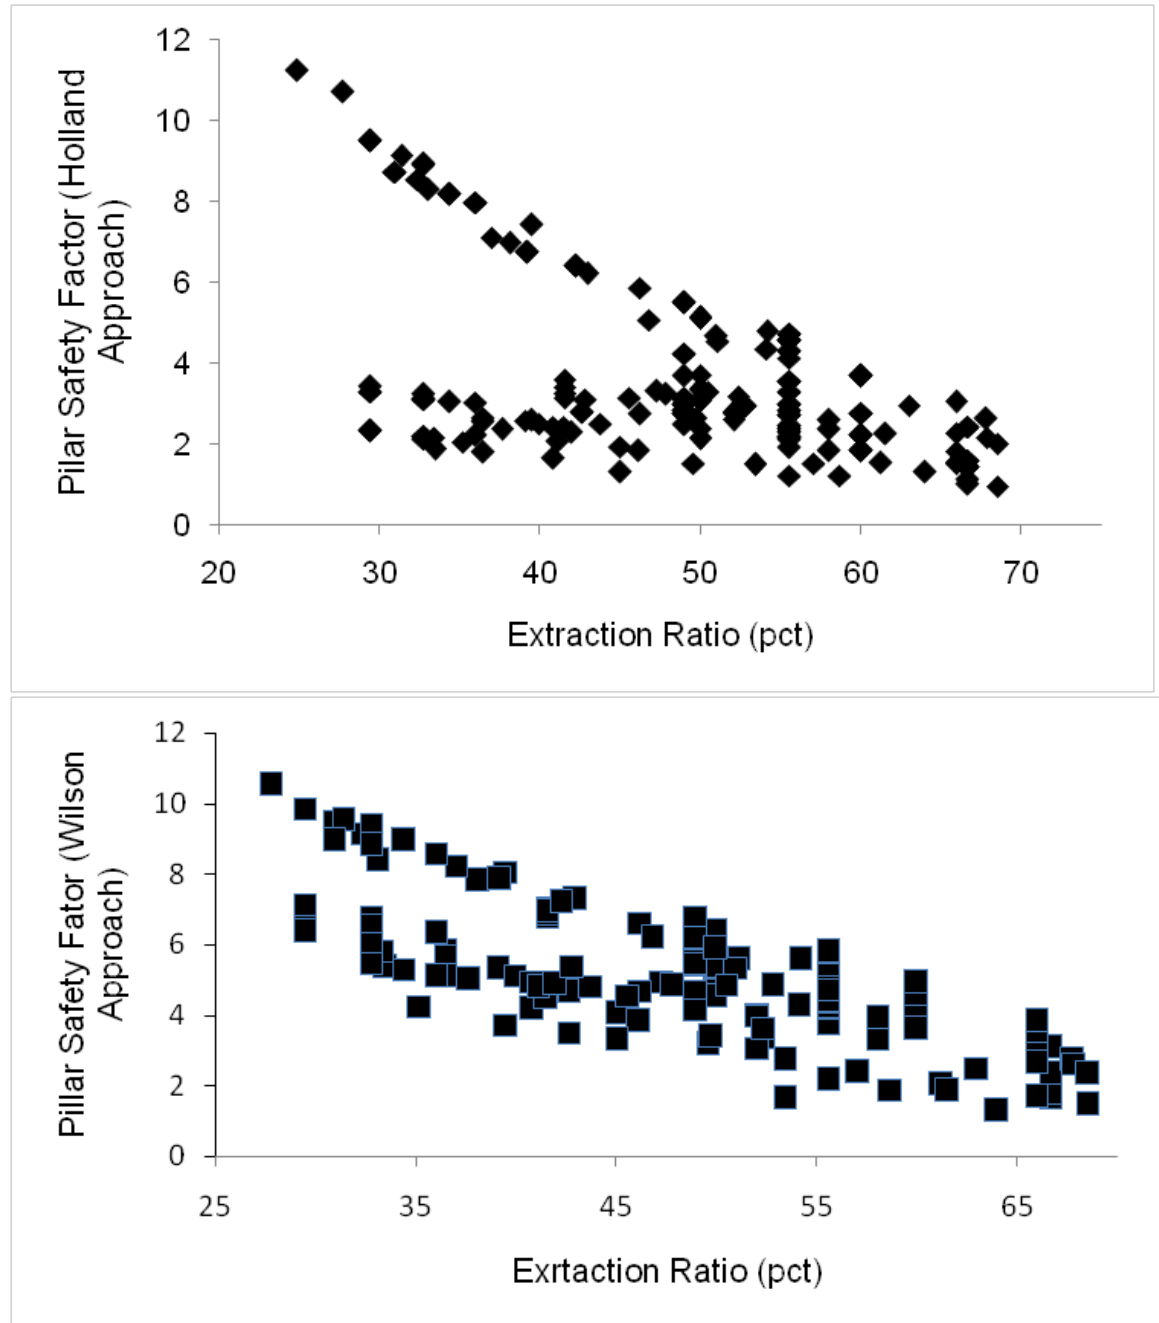 Pilar Safety Factor (Holland
Approach)
12
10
8
6
4
2
0
20 30 40 50 60 70
Extraction Ratio (pct)
Pillar Safety Fator (Wilson
Approach)
12
10
8
6
4
2
0
25 35 45 55 65
Exrtaction Ratio (pct)